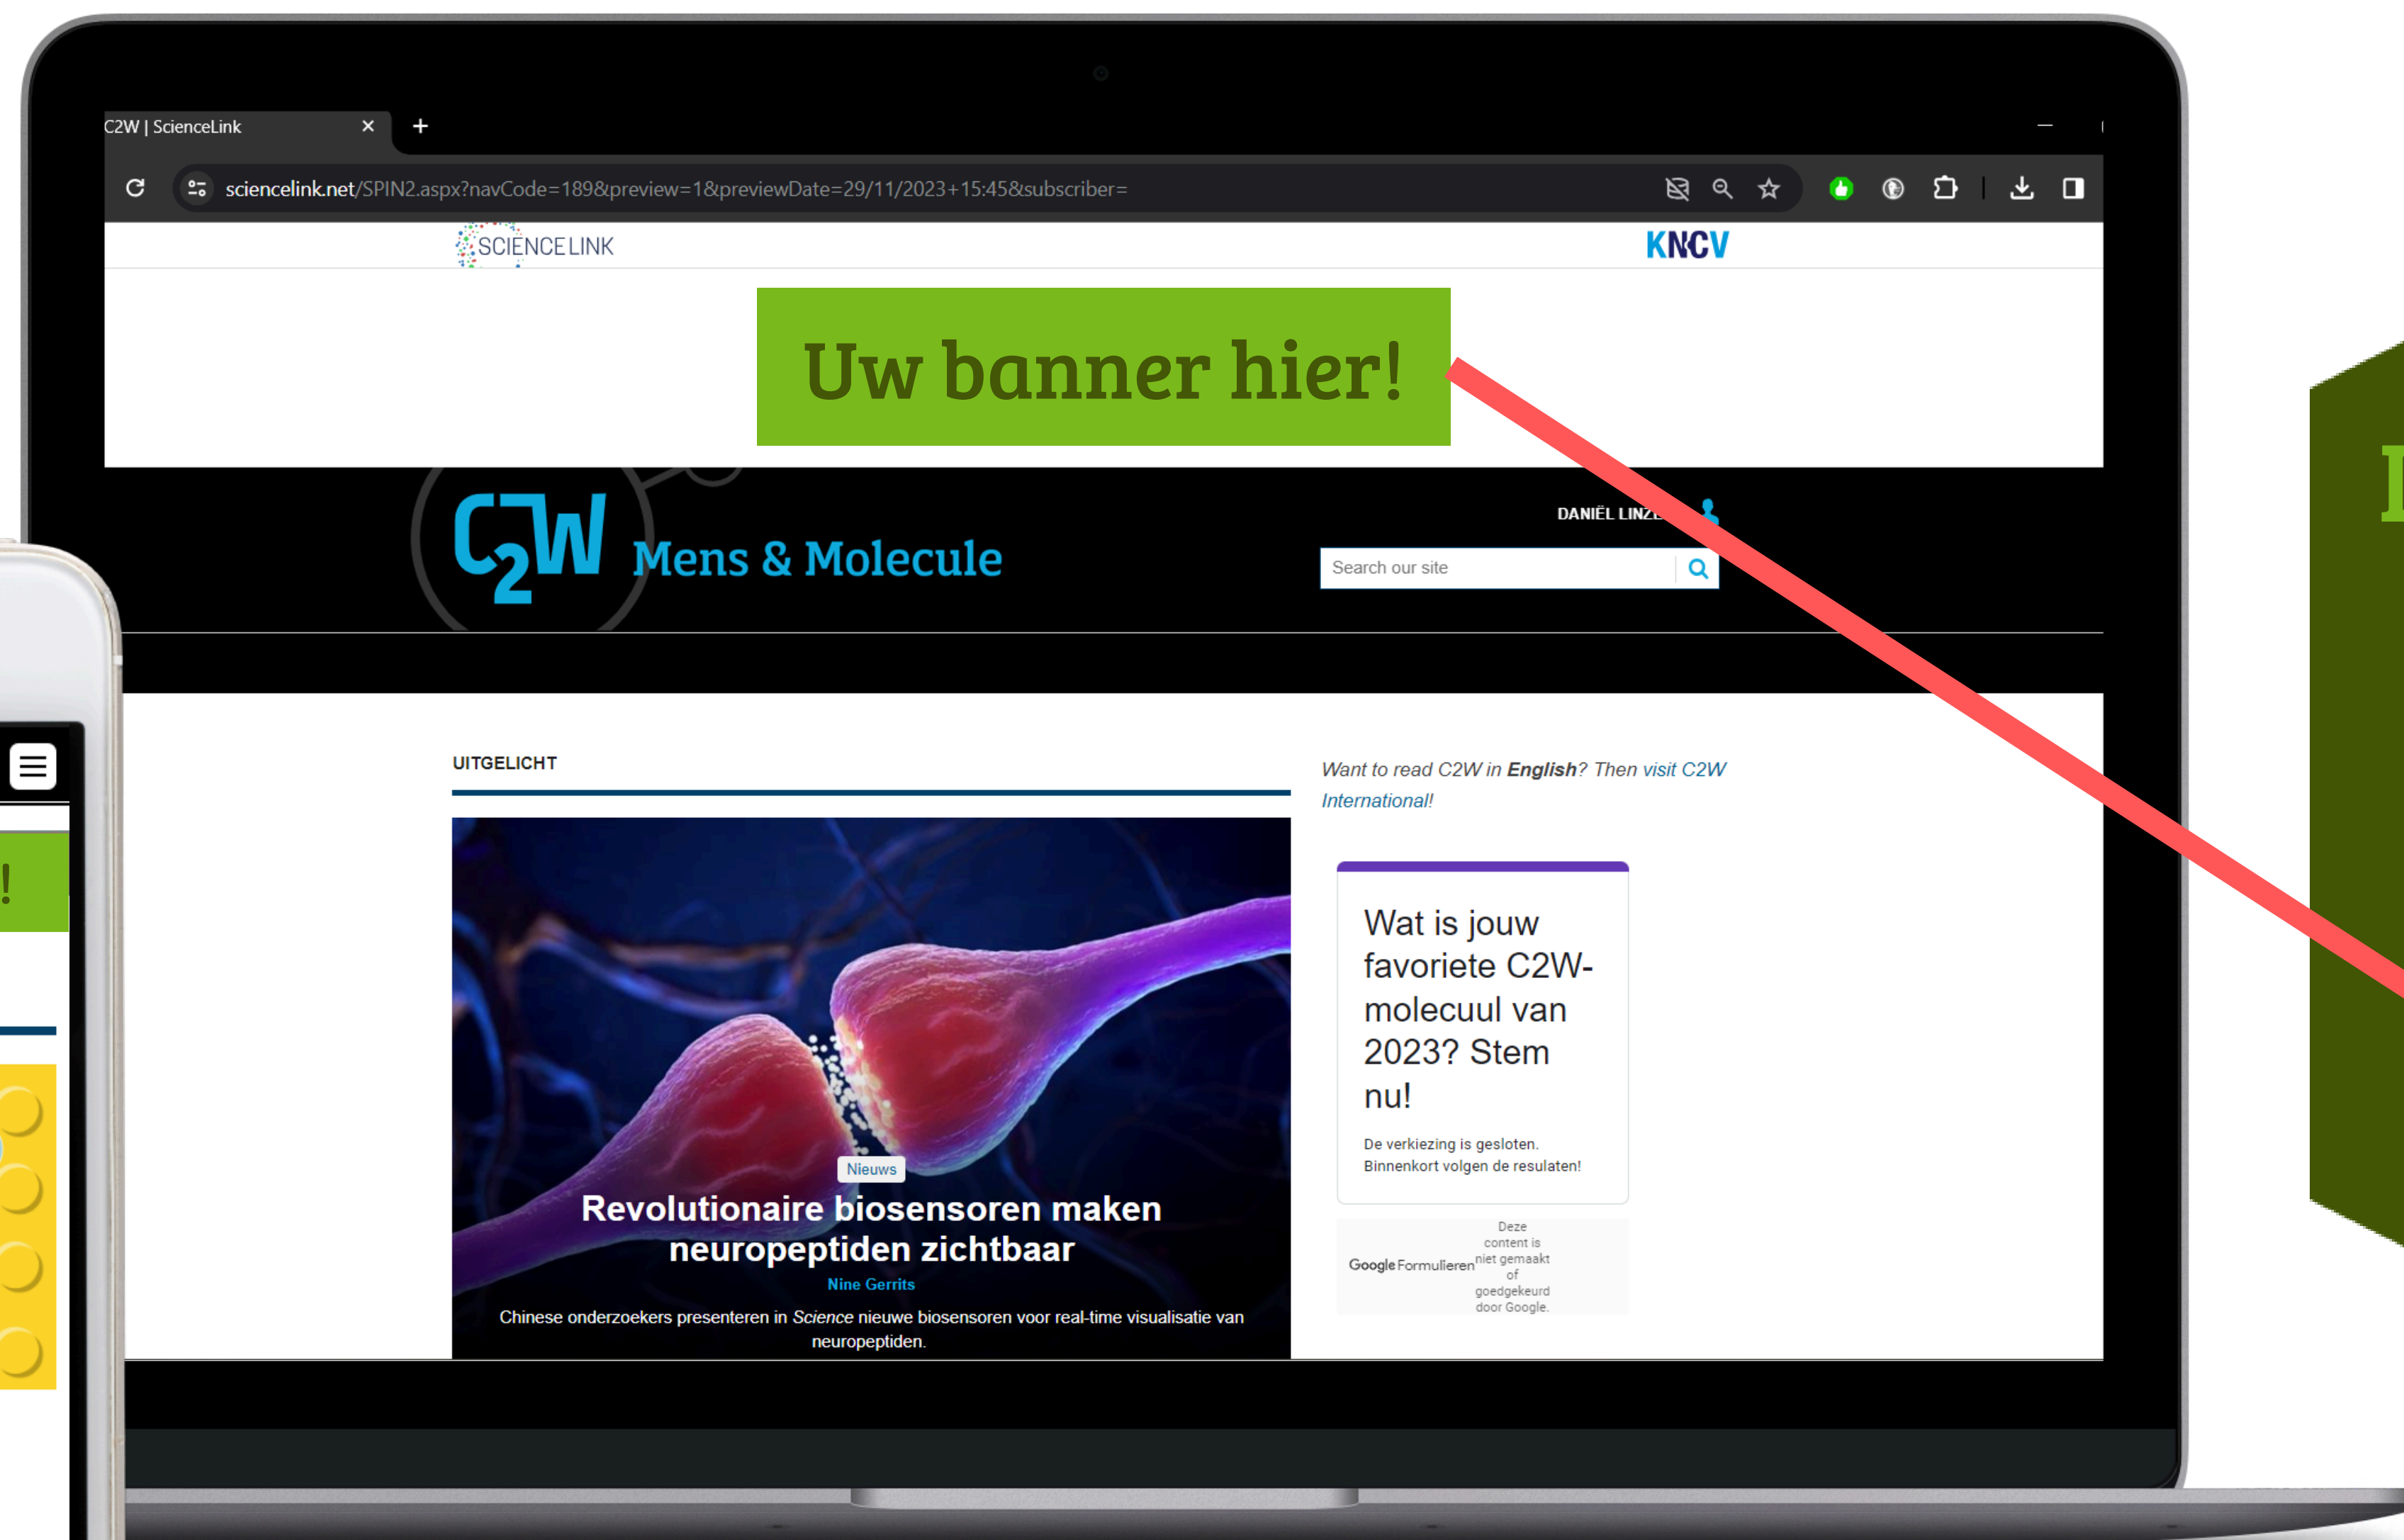 C2W | ScienceLink
sciencelink.net/SPIN2.aspx?navCode=189&preview=1&previewDate=29/11/2023+15:45&subscriber=
SCIENCELINK
KNCV
Uw banner hier!
C2W Mens & Molecule
DANIËL
Search our site
UITGELICHT
Want to read C2W in English? Then visit C2W
International!
!
Wat is jouw
favoriete C2W-
molecuul van
2023? Stem
nu!
De verkiezing is gesloten.
Binnenkort volgen de resulaten!
Nieuws
Revolutionaire biosensoren maken
neuropeptiden zichtbaar
Nine Gerrits
Chinese onderzoekers presenteren in Science nieuwe biosensoren voor real-time visualisatie van
neuropeptiden.
Google Formulieren
Deze
content is
niet gemaakt
of
goedgekeurd
door Google.